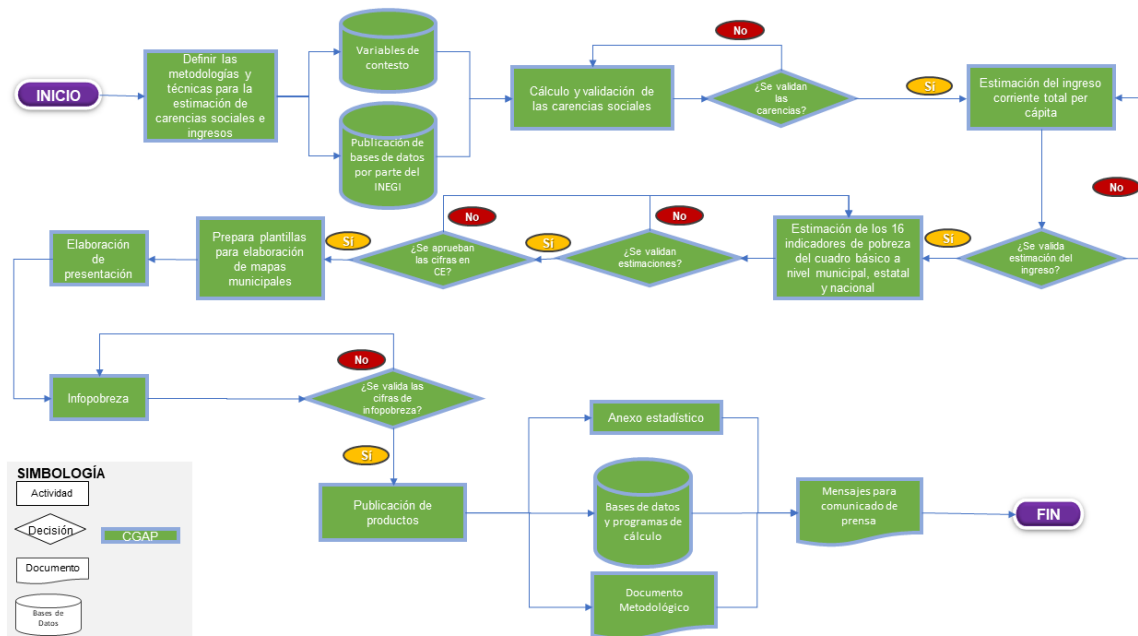 INICIO
Definir las
metodologías y
técnicas para la
estimación de
carencias sociales e
ingresos
Variables de
contesto
Publicación de
bases de datos
por parte del
INEGI
Cálculo y validación de
las carencias sociales
No
¿Se validan
las
carencias?
Sí
Estimación del ingreso
corriente total per
cápita
No
¿Se valida
estimación del
ingreso?
Sí
Estimación de los 16
indicadores de pobreza
del cuadro básico a
nivel municipal, estatal
y nacional
No
¿Se validan
estimaciones?
Sí
No
¿Se aprueban
las cifras en
CE?
Sí
Prepara plantillas
para elaboración
de mapas
municipales
Elaboración
de
presentación
Infopobreza
No
¿Se valida las
cifras de
infopobreza?
Sí
Publicación de
productos
Anexo estadístico
Bases de datos
y programas de
cálculo
Documento
Metodológico
Mensajes para
comunicado de
prensa
FIN
SIMBOLOGÍA
Actividad
Decisión
CGAP
Documento
Bases de
Datos